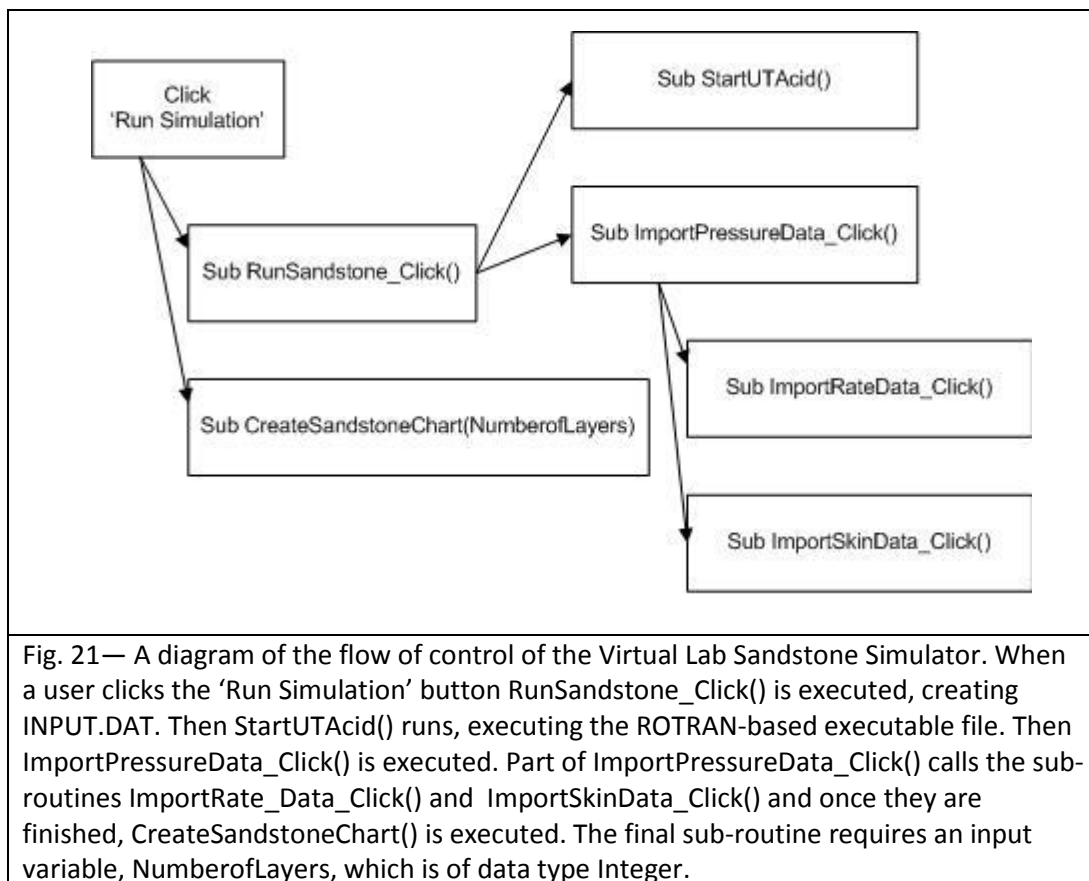 Click
‘Run Simulation’
Sub StartUTAcid()
Sub ImportPressureData_Click()
Sub RunSandstone_Click()
Sub ImportRateData_Click()
Sub CreateSandstoneChart(NumberofLayers)
Sub ImportSkinData_Click()
Fig. 21— A diagram of the flow of control of the Virtual Lab Sandstone Simulator. When
a user clicks the ‘Run Simulation’ button RunSandstone_Click() is executed, creating
INPUT.DAT. Then StartUTAcid() runs, executing the ROTRAN-based executable file. Then
ImportPressureData_Click() is executed. Part of ImportPressureData_Click() calls the sub-
routines ImportRate_Data_Click() and  ImportSkinData_Click() and once they are
finished, CreateSandstoneChart() is executed. The final sub-routine requires an input
variable, NumberofLayers, which is of data type Integer.